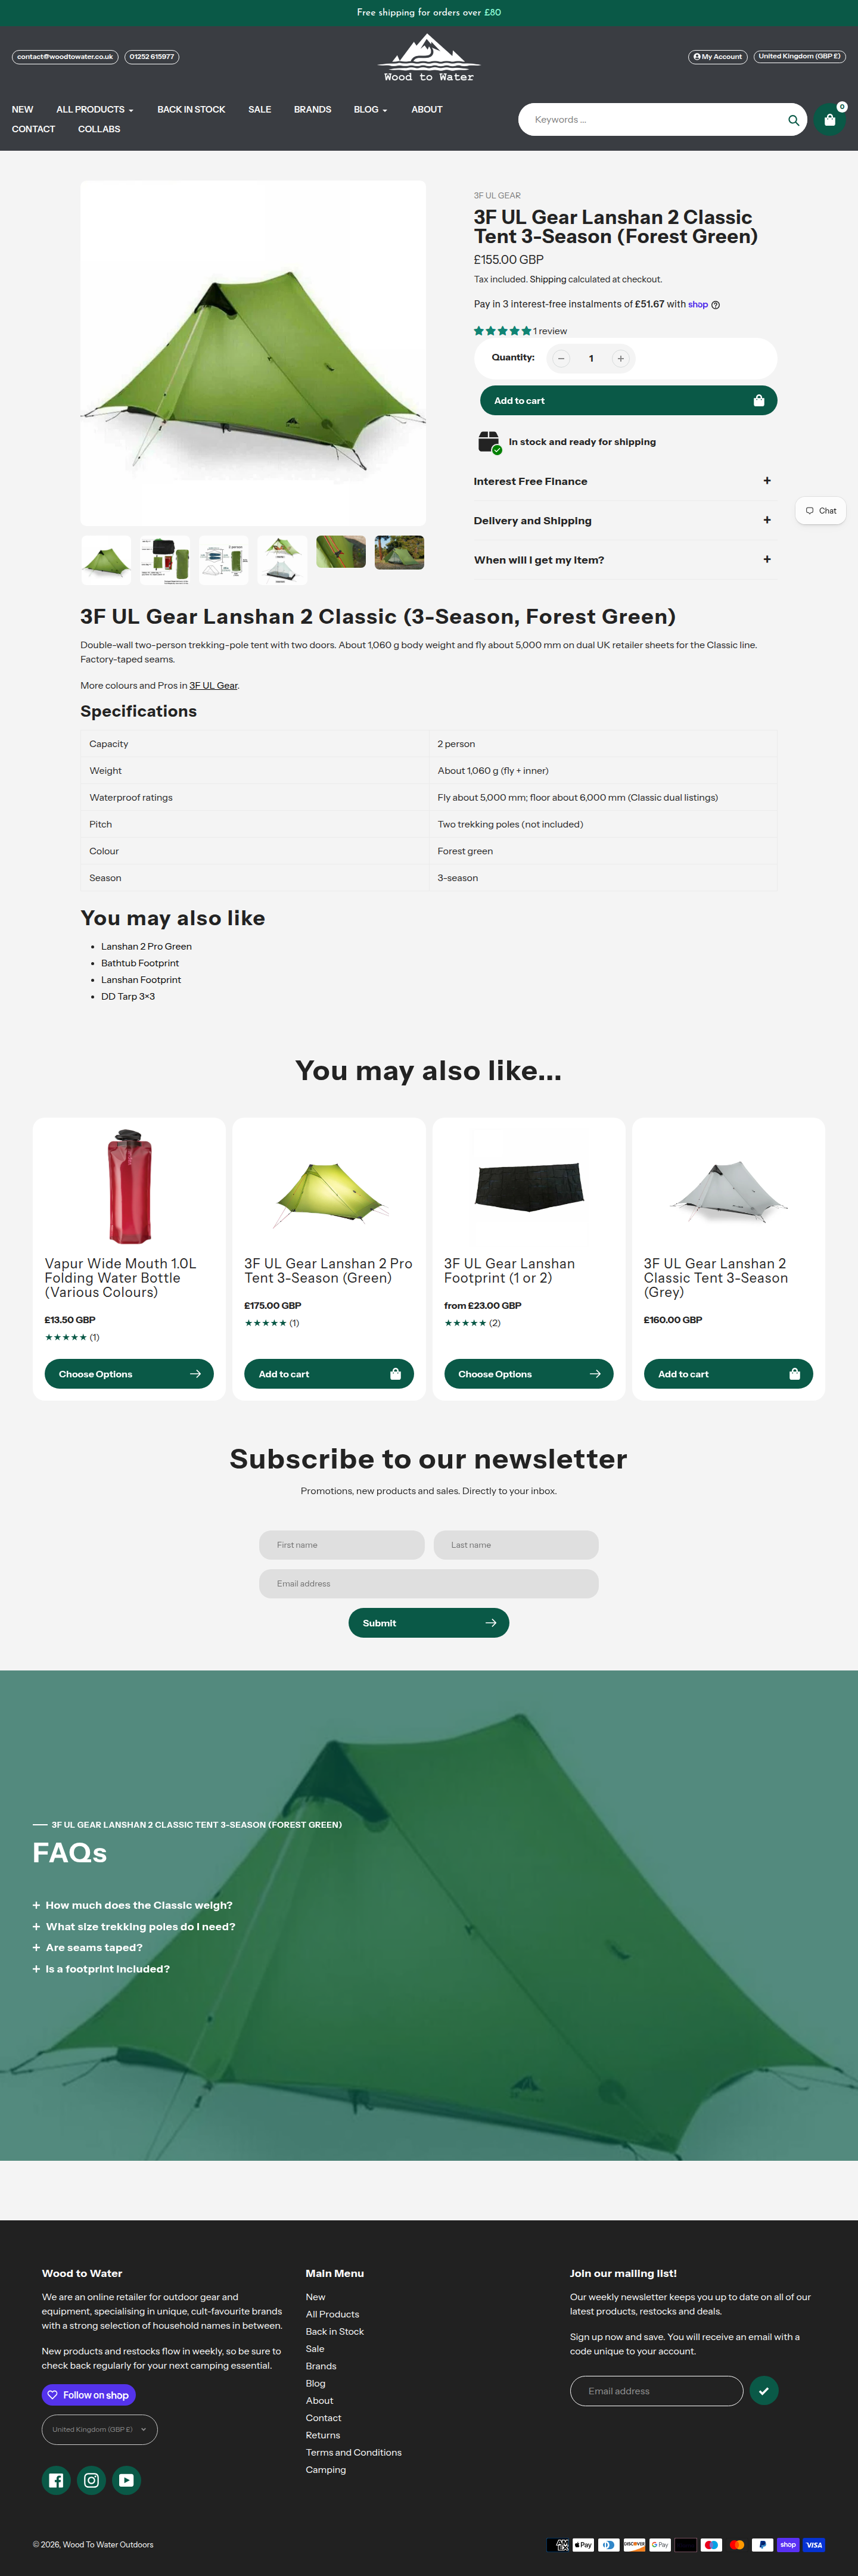 Free shipping for orders over £80
contact@woodtowater.co.uk
01252 615977
Wood to Water
My Account
United Kingdom (GBP £)
NEW
ALL PRODUCTS
BACK IN STOCK
SALE
BRANDS
BLOG
ABOUT
CONTACT
COLLABS
Keywords ...
0
3F UL GEAR
3F UL Gear Lanshan 2 Classic
Tent 3-Season (Forest Green)
£155.00 GBP
Tax included. Shipping calculated at checkout.
Pay in 3 interest-free instalments of £51.67 with shop
1 review
Quantity:
1
Add to cart
In stock and ready for shipping
Interest Free Finance
Delivery and Shipping
When will I get my item?
Chat
3F UL Gear Lanshan 2 Classic (3-Season, Forest Green)
Double-wall two-person trekking-pole tent with two doors. About 1,060 g body weight and fly about 5,000 mm on dual UK retailer sheets for the Classic line.
Factory-taped seams.
More colours and Pros in 3F UL Gear.
Specifications
Capacity
2 person
Weight
About 1,060 g (fly + inner)
Waterproof ratings
Fly about 5,000 mm; floor about 6,000 mm (Classic dual listings)
Pitch
Two trekking poles (not included)
Colour
Forest green
Season
3-season
You may also like
Lanshan 2 Pro Green
Bathtub Footprint
Lanshan Footprint
DD Tarp 3×3
You may also like...
Vapur Wide Mouth 1.0L
Folding Water Bottle
(Various Colours)
£13.50 GBP
★★★★★ (1)
Choose Options
3F UL Gear Lanshan 2 Pro
Tent 3-Season (Green)
£175.00 GBP
★★★★★ (1)
Add to cart
3F UL Gear Lanshan
Footprint (1 or 2)
from £23.00 GBP
★★★★★ (2)
Choose Options
3F UL Gear Lanshan 2
Classic Tent 3-Season
(Grey)
£160.00 GBP
Add to cart
Subscribe to our newsletter
Promotions, new products and sales. Directly to your inbox.
First name
Last name
Email address
Submit
3F UL GEAR LANSHAN 2 CLASSIC TENT 3-SEASON (FOREST GREEN)
FAQs
How much does the Classic weigh?
What size trekking poles do I need?
Are seams taped?
Is a footprint included?
Wood to Water
We are an online retailer for outdoor gear and
equipment, specialising in unique, cult-favourite brands
with a strong selection of household names in between.
New products and restocks flow in weekly, so be sure to
check back regularly for your next camping essential.
Follow on shop
United Kingdom (GBP £)
Main Menu
New
All Products
Back in Stock
Sale
Brands
Blog
About
Contact
Returns
Terms and Conditions
Camping
Join our mailing list!
Our weekly newsletter keeps you up to date on all of our
latest products, restocks and deals.
Sign up now and save. You will receive an email with a
code unique to your account.
Email address
© 2026, Wood To Water Outdoors
AMEX
Pay
DISCOVER
G Pay
shop
VISA